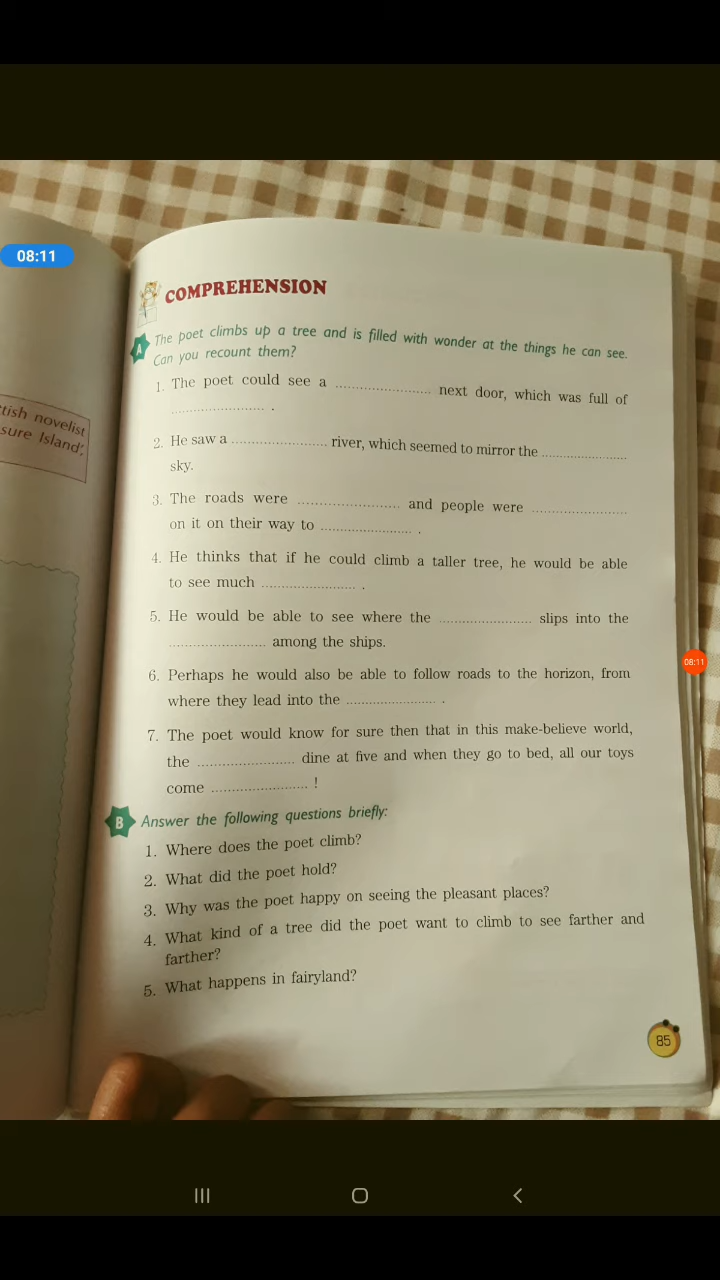 08:11
COMPREHENSION
tish novelist
sure Island',
A The poet climbs up a tree and is filled with wonder at the things he can see.
Can you recount them?
1. The poet could see a ...................... next door, which was full of
...................... .
2. He saw a ...................... river, which seemed to mirror the ......................
sky.
3. The roads were ...................... and people were ......................
on it on their way to ...................... .
4. He thinks that if he could climb a taller tree, he would be able
to see much ...................... .
5. He would be able to see where the ...................... slips into the
...................... among the ships.
08:11
6. Perhaps he would also be able to follow roads to the horizon, from
where they lead into the ...................... .
7. The poet would know for sure then that in this make-believe world,
the ...................... dine at five and when they go to bed, all our toys
come ...................... !
B Answer the following questions briefly:
1. Where does the poet climb?
2. What did the poet hold?
3. Why was the poet happy on seeing the pleasant places?
4. What kind of a tree did the poet want to climb to see farther and
farther?
5. What happens in fairyland?
85